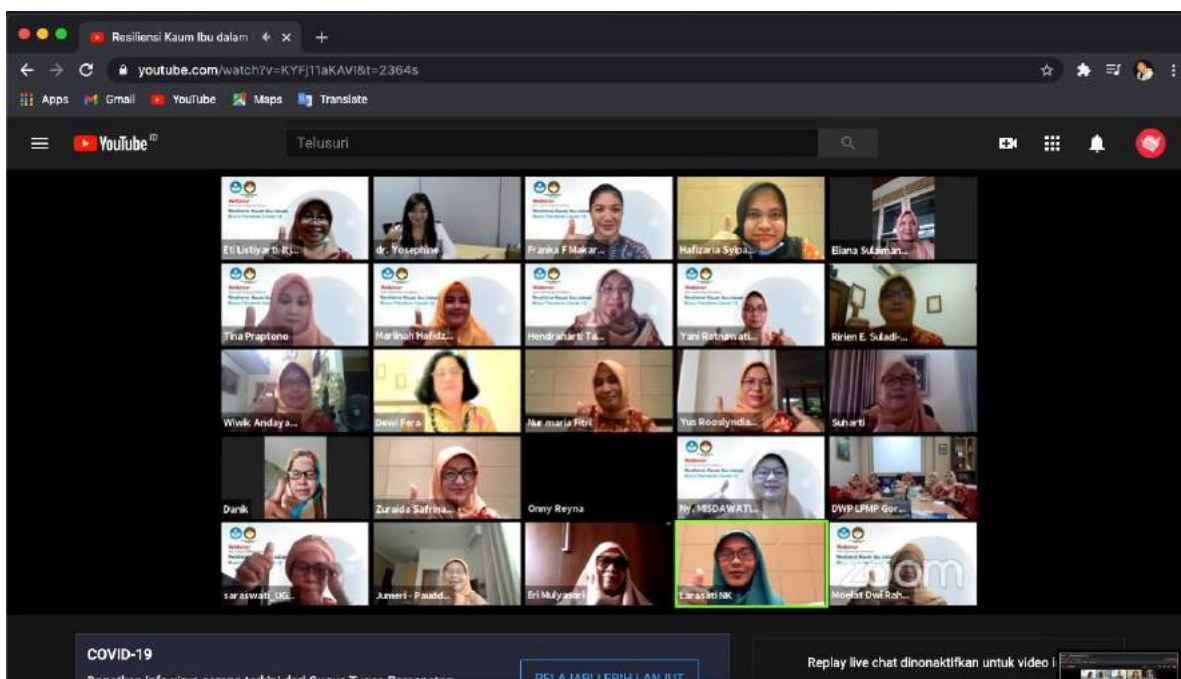 Resiliensi Kaum Ibu dalam
youtube.com/watch?v=KYFj11aKAVI&t=2364s
Apps Gmail YouTube Maps Translate
YouTube ID
Telusuri
Webinar
Eti Listiyarti
dr. Yosephine
Franka F Makar...
Hafizaria Syipa...
Eliana Sulaiman...
Tina Praptono
Marlinah Hafidz...
Hendraharti Ta...
Yani Ratnawati...
Ririen E. Suladi-...
Wiwik Andaya...
Dewi Fera
Nur maria Fitri
Yus Rooslyndia...
Suharti
Danik
Zuraida Safrina...
Onny Reyna
Ny. MISDAWATI...
DWP LPMP Gor...
saraswati_UG...
Jumeri - Paudd...
Eri Mulyasari
Larasati NK
Moelat Dwi Rah...
zoom
COVID-19
PELAJARI LEBIH LANJUT
Replay live chat dinonaktifkan untuk video i